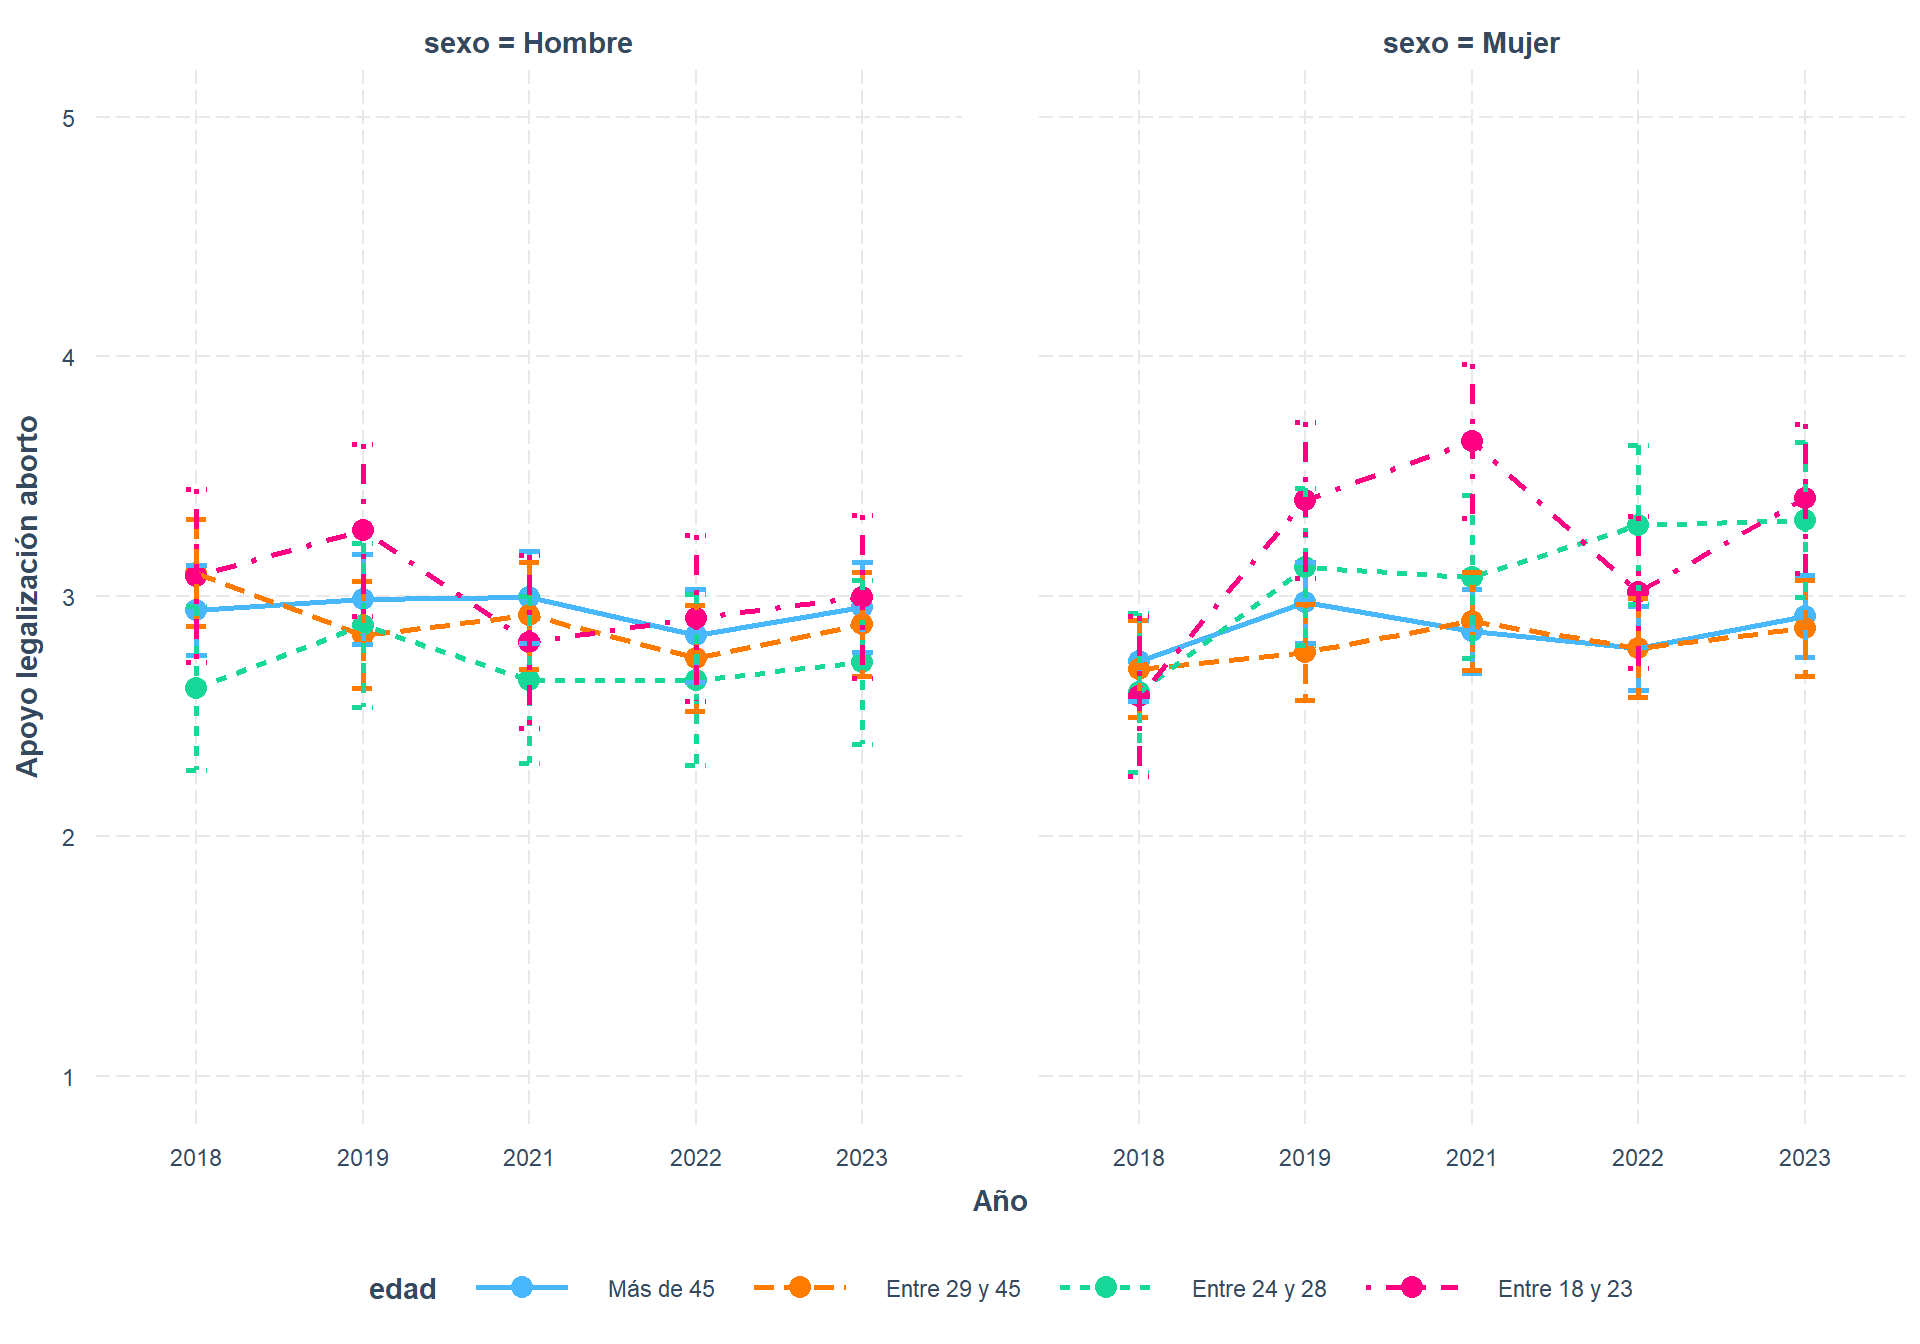 sexo = Hombre
sexo = Mujer
Apoyo legalización aborto
5
4
3
2
1
2018 2019 2021 2022 2023
2018 2019 2021 2022 2023
Año
edad Más de 45 Entre 29 y 45 Entre 24 y 28 Entre 18 y 23